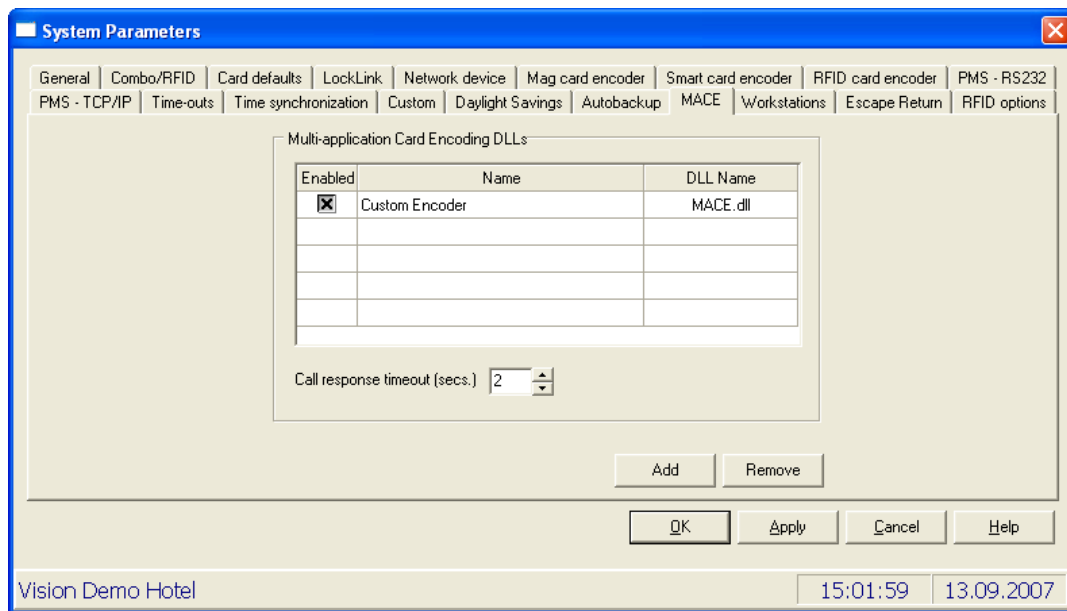 System Parameters
General Combo/RFID Card defaults LockLink Network device Mag card encoder Smart card encoder RFID card encoder PMS - RS232
PMS - TCP/IP Time-outs Time synchronization Custom Daylight Savings Autobackup MACE Workstations Escape Return RFID options
Multi-application Card Encoding DLLs
Enabled Name DLL Name
Custom Encoder MACE.dll
Call response timeout (secs.) 2
Add Remove
OK Apply Cancel Help
Vision Demo Hotel 15:01:59 13.09.2007